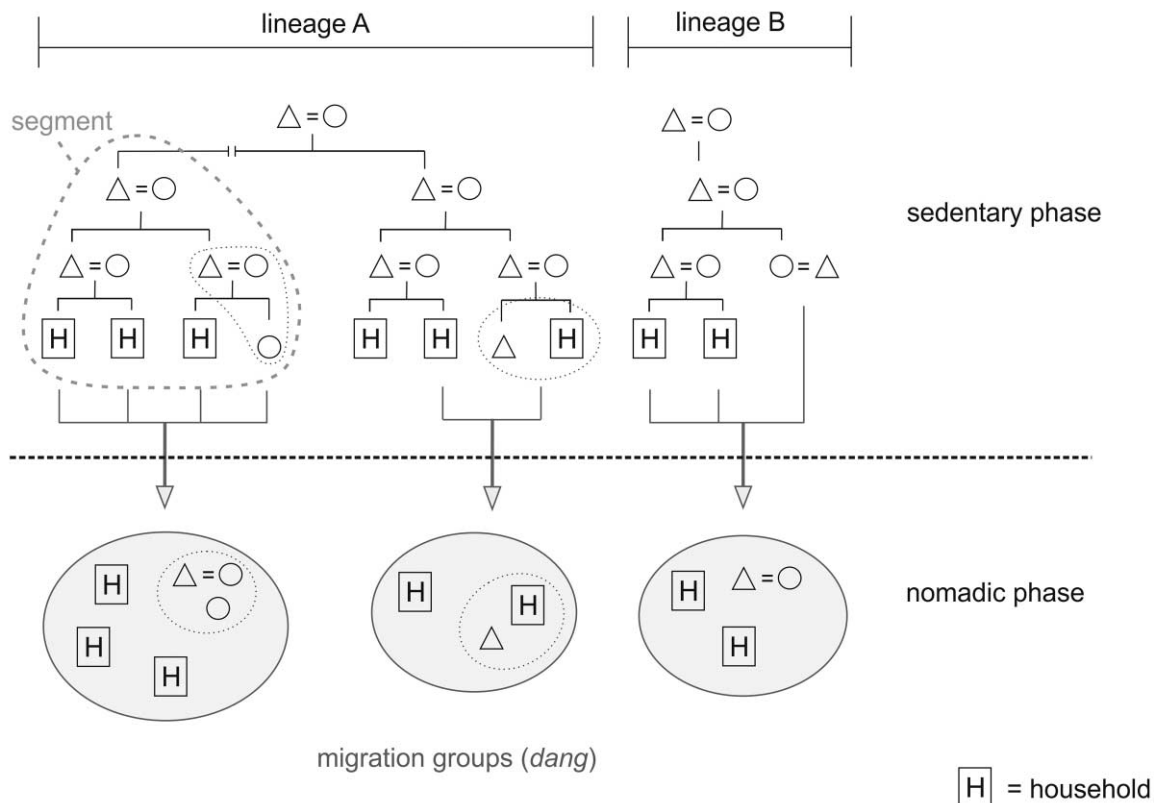 lineage A
lineage B
segment
△ = ○
△ = ○
△ = ○
△ = ○
△ = ○
sedentary phase
△ = ○
△ = ○
△ = ○
△ = ○
△ = ○
○ = △
H
H
H
H
H
H
H
H
nomadic phase
H
△ = ○
H
H
H
H
H
△ = ○
H
migration groups (dang)
H = household